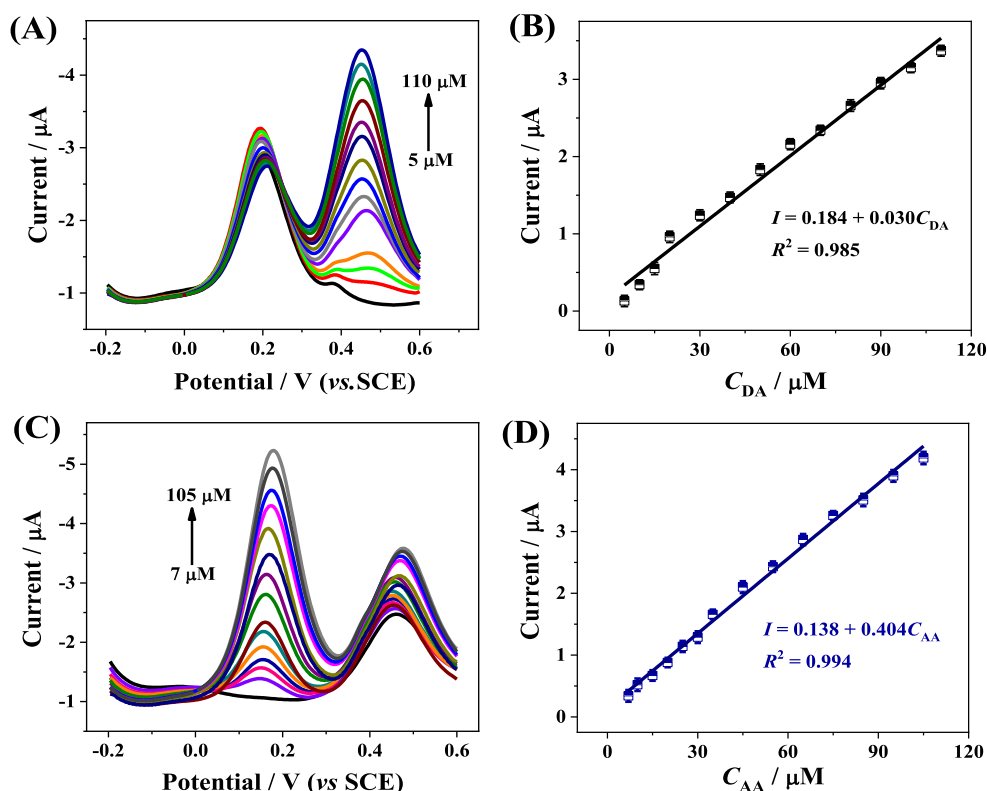 (A)
Current / μA
-4
-3
-2
-1
110 μM
5 μM
-0.2 0.0 0.2 0.4 0.6
Potential / V (vs.SCE)
(B)
Current / μA
3
2
1
0
I = 0.184 + 0.030C_DA
R² = 0.985
0 30 60 90 120
C_DA / μM
(C)
Current / μA
-5
-4
-3
-2
-1
105 μM
7 μM
-0.2 0.0 0.2 0.4 0.6
Potential / V (vs SCE)
(D)
Current / μA
4
3
2
1
0
I = 0.138 + 0.404C_AA
R² = 0.994
0 30 60 90 120
C_AA / μM